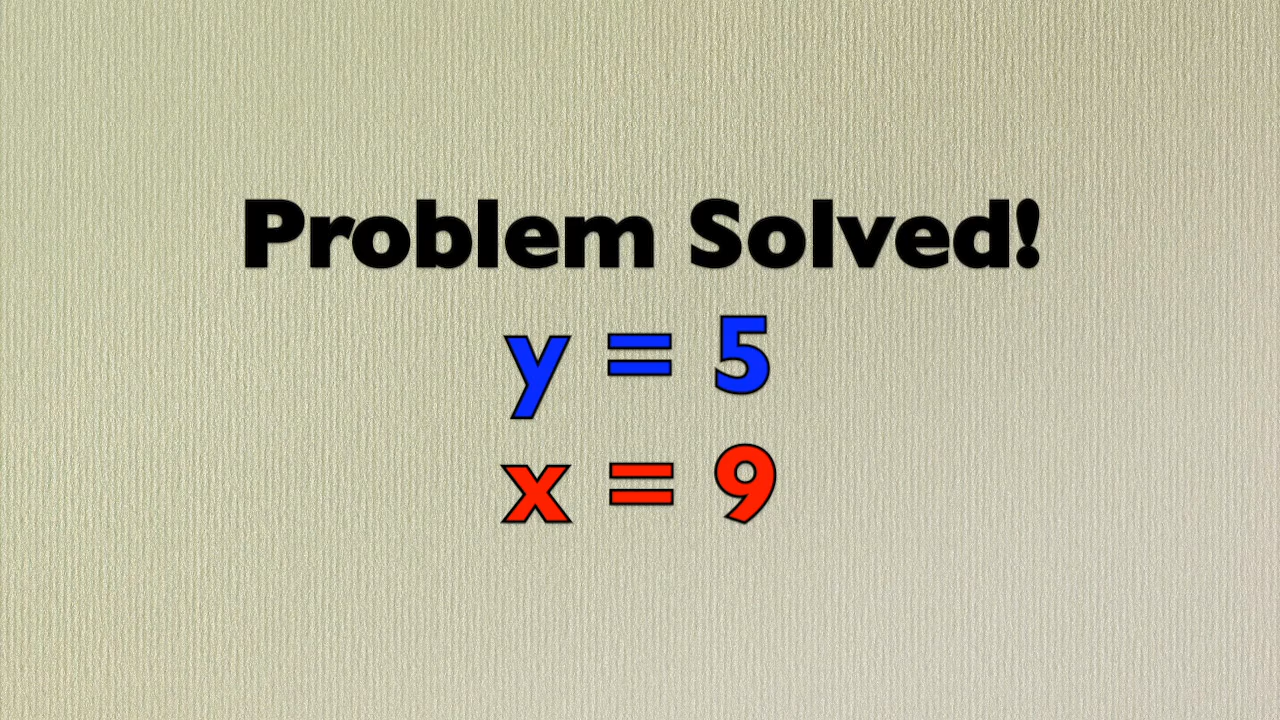 Problem Solved!
y = 5
x = 9